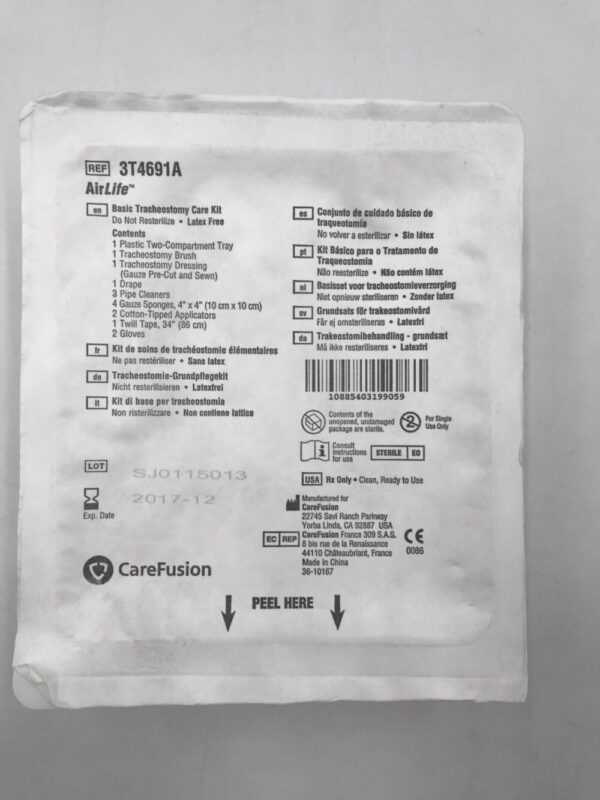 REF 3T4691A
AirLife™
en Basic Tracheostomy Care Kit
Do Not Resterilize • Latex Free
Contents
1 Plastic Two-Compartment Tray
1 Tracheostomy Brush
1 Tracheostomy Dressing
(Gauze Pre-Cut and Sewn)
1 Drape
3 Pipe Cleaners
4 Gauze Sponges, 4" x 4" (10 cm x 10 cm)
2 Cotton-Tipped Applicators
1 Twill Tape, 34" (86 cm)
2 Gloves
fr Kit de soins de trachéostomie élémentaires
Ne pas restériliser • Sans latex
de Tracheostomie-Grundpflegekit
Nicht resterilisieren • Latexfrei
it Kit di base per tracheostomia
Non risterilizzare • Non contiene lattice
es Conjunto de cuidado básico de
traqueotomía
No volver a esterilizar • Sin látex
pt Kit Básico para o Tratamento de
Traqueostomia
Não reesterilize • Não contém látex
nl Basisset voor tracheostomieverzorging
Niet opnieuw steriliseren • Zonder latex
sv Grundsats för trakeostomivård
Får ej omsteriliseras • Latexfri
da Trakeostomibehandling - grundsæt
Må ikke resteriliseres • Latexfri
10885403199059
Contents of the
unopened, undamaged
package are sterile.
2 For Single
Use Only
i Consult
instructions
for use
STERILE EO
USA Rx Only • Clean, Ready to Use
LOT SJ0115013
2017-12
Exp. Date
Manufactured for
CareFusion
22745 Savi Ranch Parkway
Yorba Linda, CA 92887 USA
EC REP CareFusion France 309 S.A.S.
8 bis rue de la Renaissance
44110 Châteaubriant, France
Made in China
36-10167
CE
0086
CareFusion
PEEL HERE